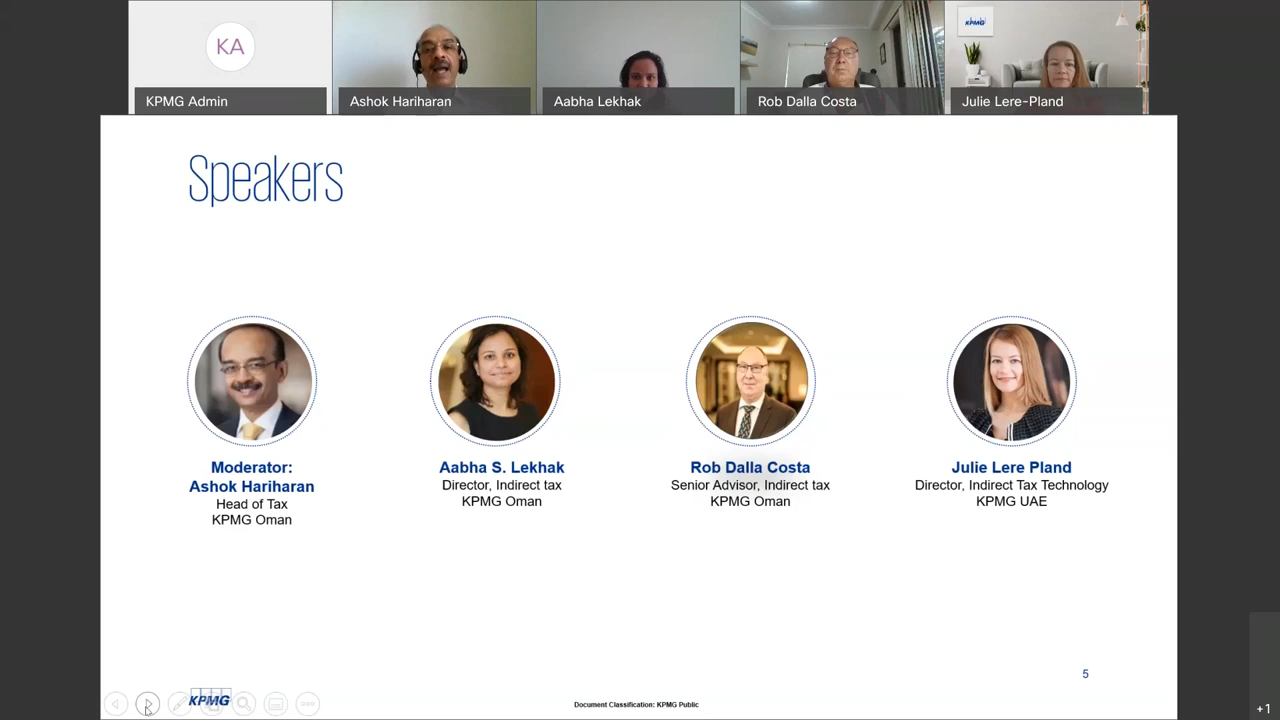 KA
KPMG
KPMG Admin
Ashok Hariharan
Aabha Lekhak
Rob Dalla Costa
Julie Lere-Pland
Speakers
Moderator:
Ashok Hariharan
Head of Tax
KPMG Oman
Aabha S. Lekhak
Director, Indirect tax
KPMG Oman
Rob Dalla Costa
Senior Advisor, Indirect tax
KPMG Oman
Julie Lere Pland
Director, Indirect Tax Technology
KPMG UAE
5
KPMG
Document Classification: KPMG Public
+1